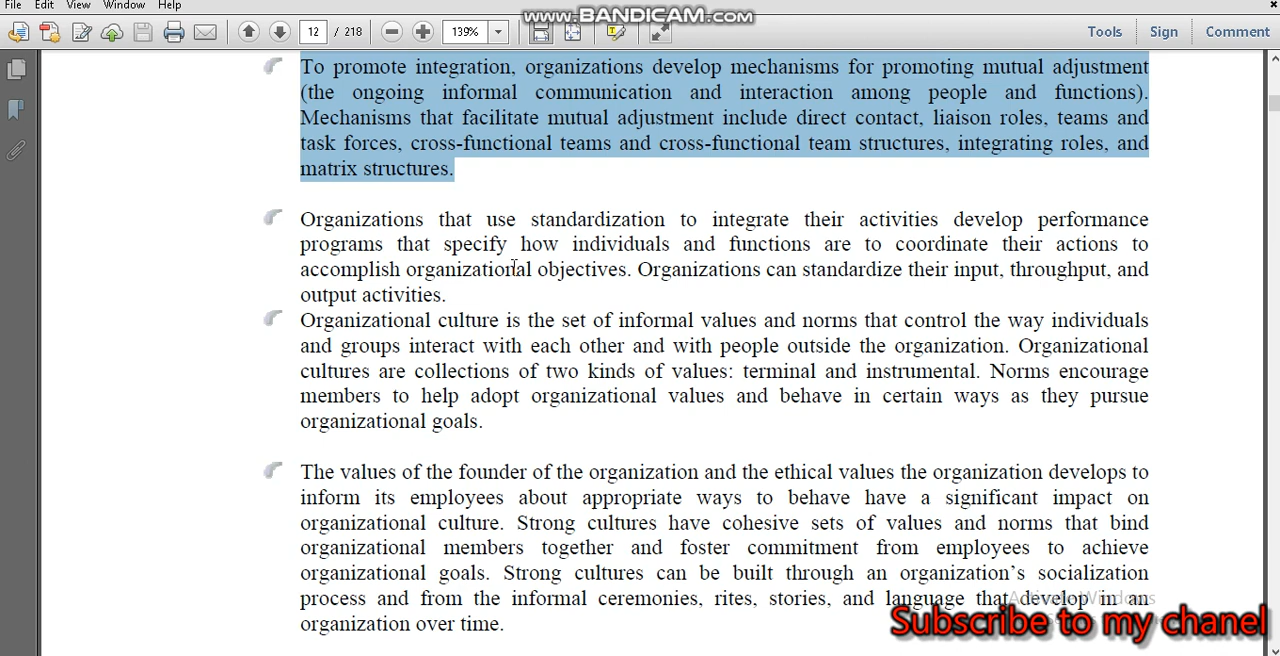 File Edit View Window Help
www.BANDICAM.com
12 / 218 139% Tools Sign Comment
To promote integration, organizations develop mechanisms for promoting mutual adjustment
(the ongoing informal communication and interaction among people and functions).
Mechanisms that facilitate mutual adjustment include direct contact, liaison roles, teams and
task forces, cross-functional teams and cross-functional team structures, integrating roles, and
matrix structures.
Organizations that use standardization to integrate their activities develop performance
programs that specify how individuals and functions are to coordinate their actions to
accomplish organizational objectives. Organizations can standardize their input, throughput, and
output activities.
Organizational culture is the set of informal values and norms that control the way individuals
and groups interact with each other and with people outside the organization. Organizational
cultures are collections of two kinds of values: terminal and instrumental. Norms encourage
members to help adopt organizational values and behave in certain ways as they pursue
organizational goals.
The values of the founder of the organization and the ethical values the organization develops to
inform its employees about appropriate ways to behave have a significant impact on
organizational culture. Strong cultures have cohesive sets of values and norms that bind
organizational members together and foster commitment from employees to achieve
organizational goals. Strong cultures can be built through an organization's socialization
process and from the informal ceremonies, rites, stories, and language that develop in an
Activate Windows
organization over time.
Subscribe to my chanel